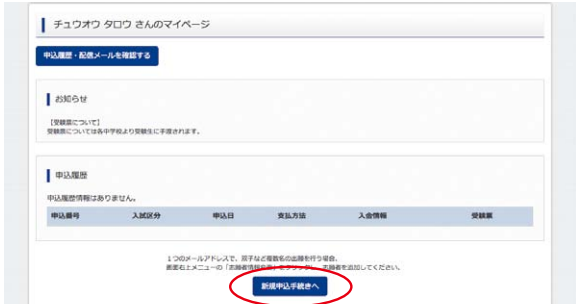 チュウオウ タロウ さんのマイページ
申込履歴・配信メールを確認する
お知らせ
【受験票について】
受験票については各中学校より受験生に手渡されます。
申込履歴
申込履歴情報はありません。
申込番号 入試区分 申込日 支払方法 入金情報 受験票
1つのメールアドレスで、双子など複数名の出願を行う場合、
画面右上メニューの「志願者情報変更」をクリックし、志願者を追加してください。
新規申込手続きへ